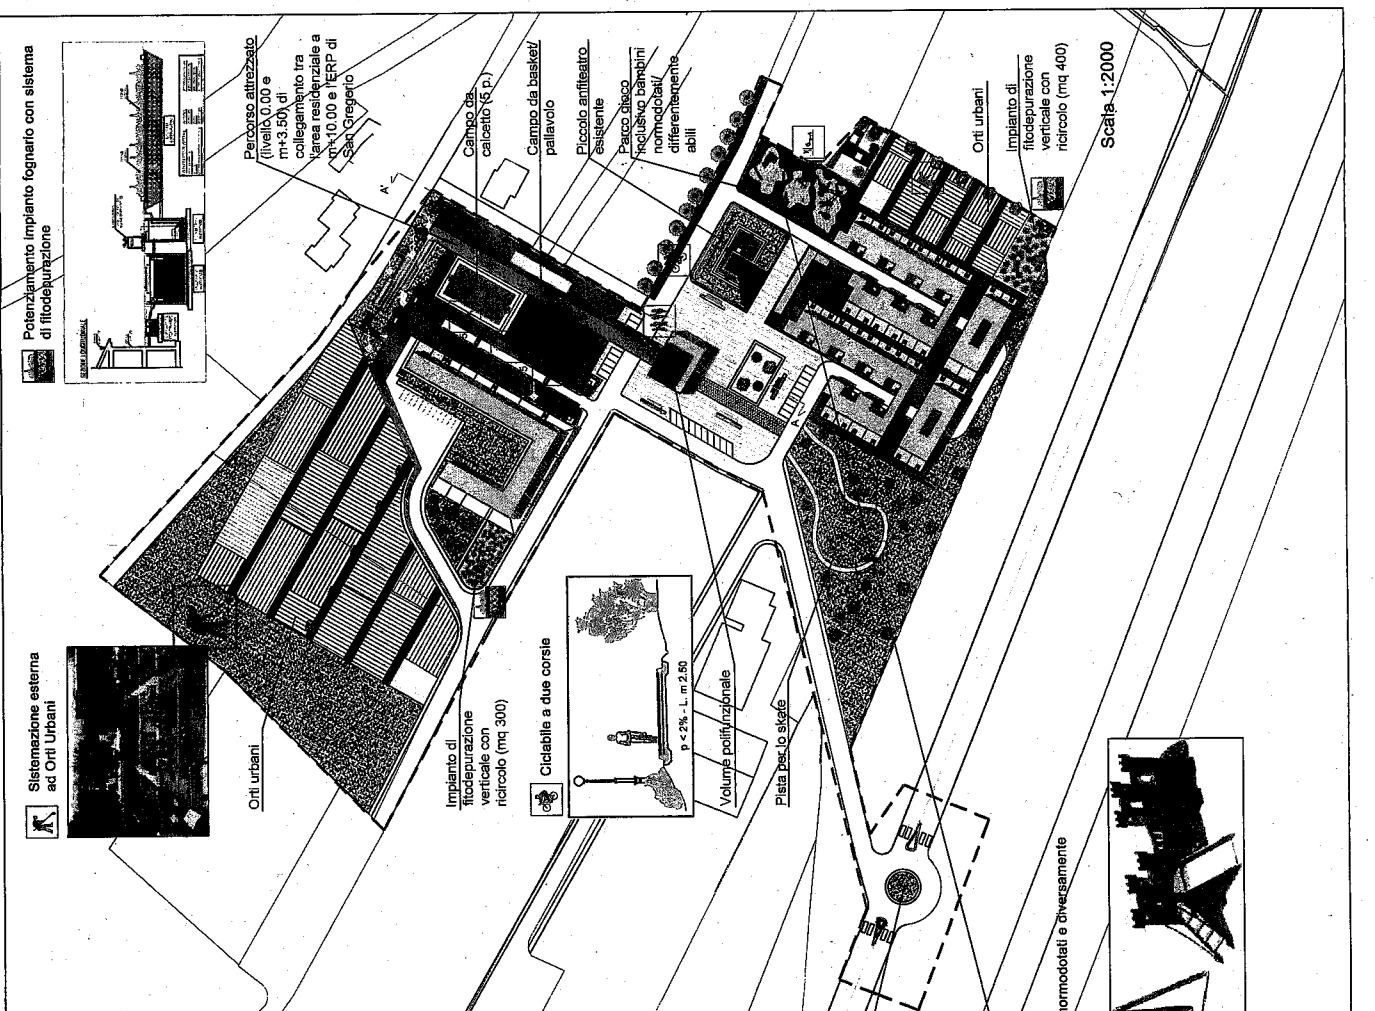 Potenziamento impianto fognario con sistema
di fitodepurazione
Percorso attrezzato
(livello 0.00 e
m+3.50) di
collegamento tra
l'area residenziale a
m+10.00 e l'ERP di
San Gregorio
Campo da
calcetto (5 p.)
Campo da basket/
pallavolo
Piccolo anfiteatro
esistente
Parco gioco
inclusivo bambini
normodotati/
differentemente
abili
Orti urbani
Impianto di
fitodepurazione
verticale con
ricircolo (mq 400)
Scala 1:2000
A'
A
Sistemazione esterna
ad Orti Urbani
Orti urbani
Impianto di
fitodepurazione
verticale con
ricircolo (mq 300)
Ciclabile a due corsie
p < 2% - L. m 2.50
Volume polifunzionale
Pista per lo skate
normodotati e diversamente